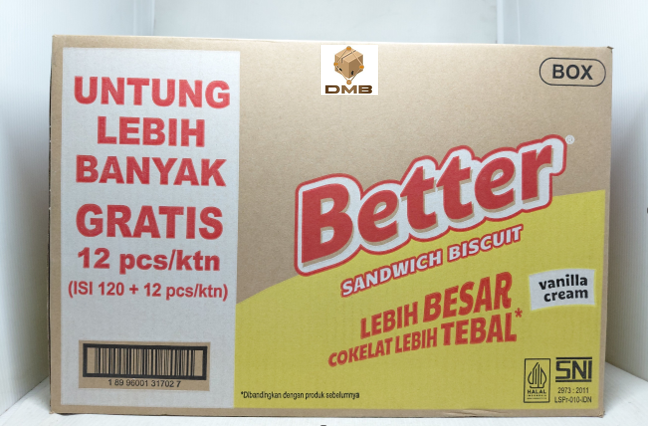 DMB
BOX
UNTUNG
LEBIH
BANYAK
GRATIS
12 pcs/ktn
(ISI 120 + 12 pcs/ktn)
Better®
SANDWICH BISCUIT
vanilla
cream
LEBIH BESAR
COKELAT LEBIH TEBAL*
1 89 96001 31702 7
*Dibandingkan dengan produk sebelumnya
HALAL
SNI
2973 : 2011
LSPr-010-IDN